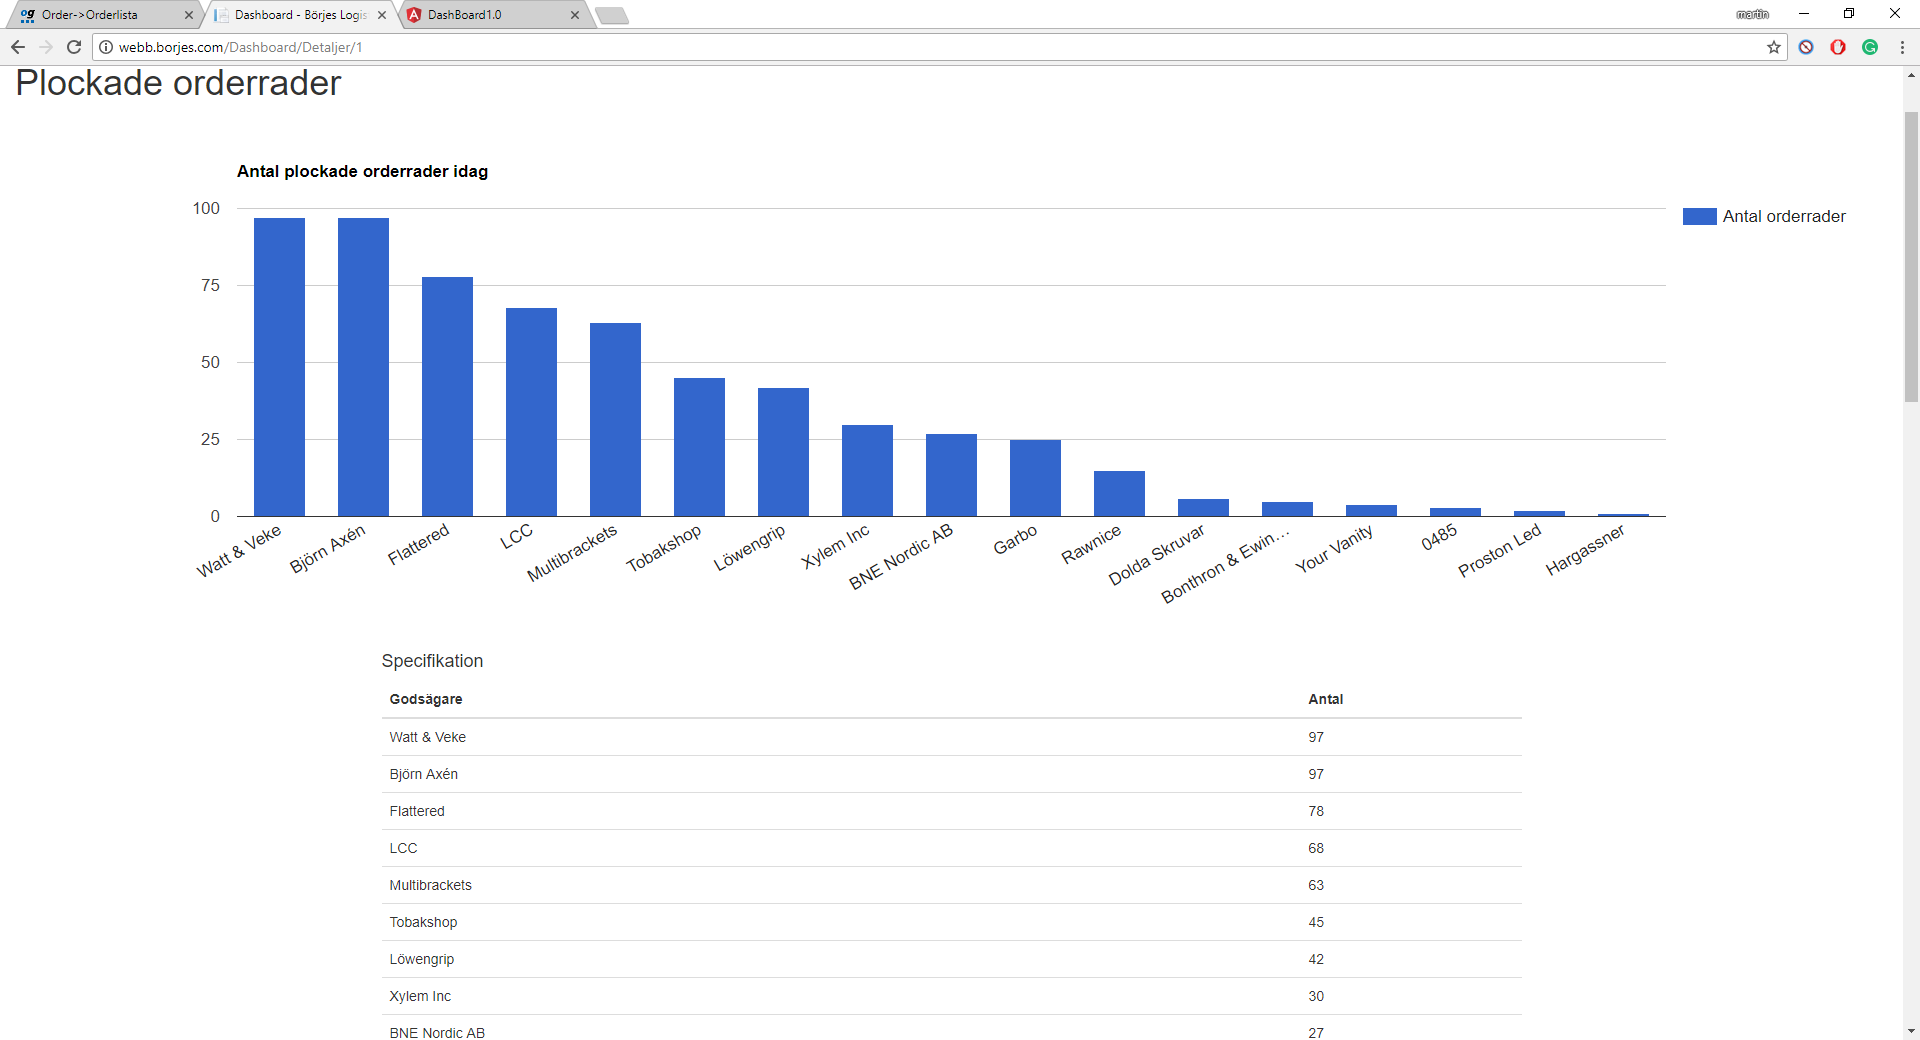 Order->Orderlista
Dashboard - Börjes Logis
DashBoard1.0
martin
webb.borjes.com/Dashboard/Detaljer/1
Plockade orderrader
Antal plockade orderrader idag
100
75
50
25
0
Antal orderrader
Watt & Veke
Björn Axén
Flattered
LCC
Multibrackets
Tobakshop
Löwengrip
Xylem Inc
BNE Nordic AB
Garbo
Rawnice
Dolda Skruvar
Bonthron & Ewin…
Your Vanity
0485
Proston Led
Hargassner
Specifikation
Godsägare Antal
Watt & Veke 97
Björn Axén 97
Flattered 78
LCC 68
Multibrackets 63
Tobakshop 45
Löwengrip 42
Xylem Inc 30
BNE Nordic AB 27